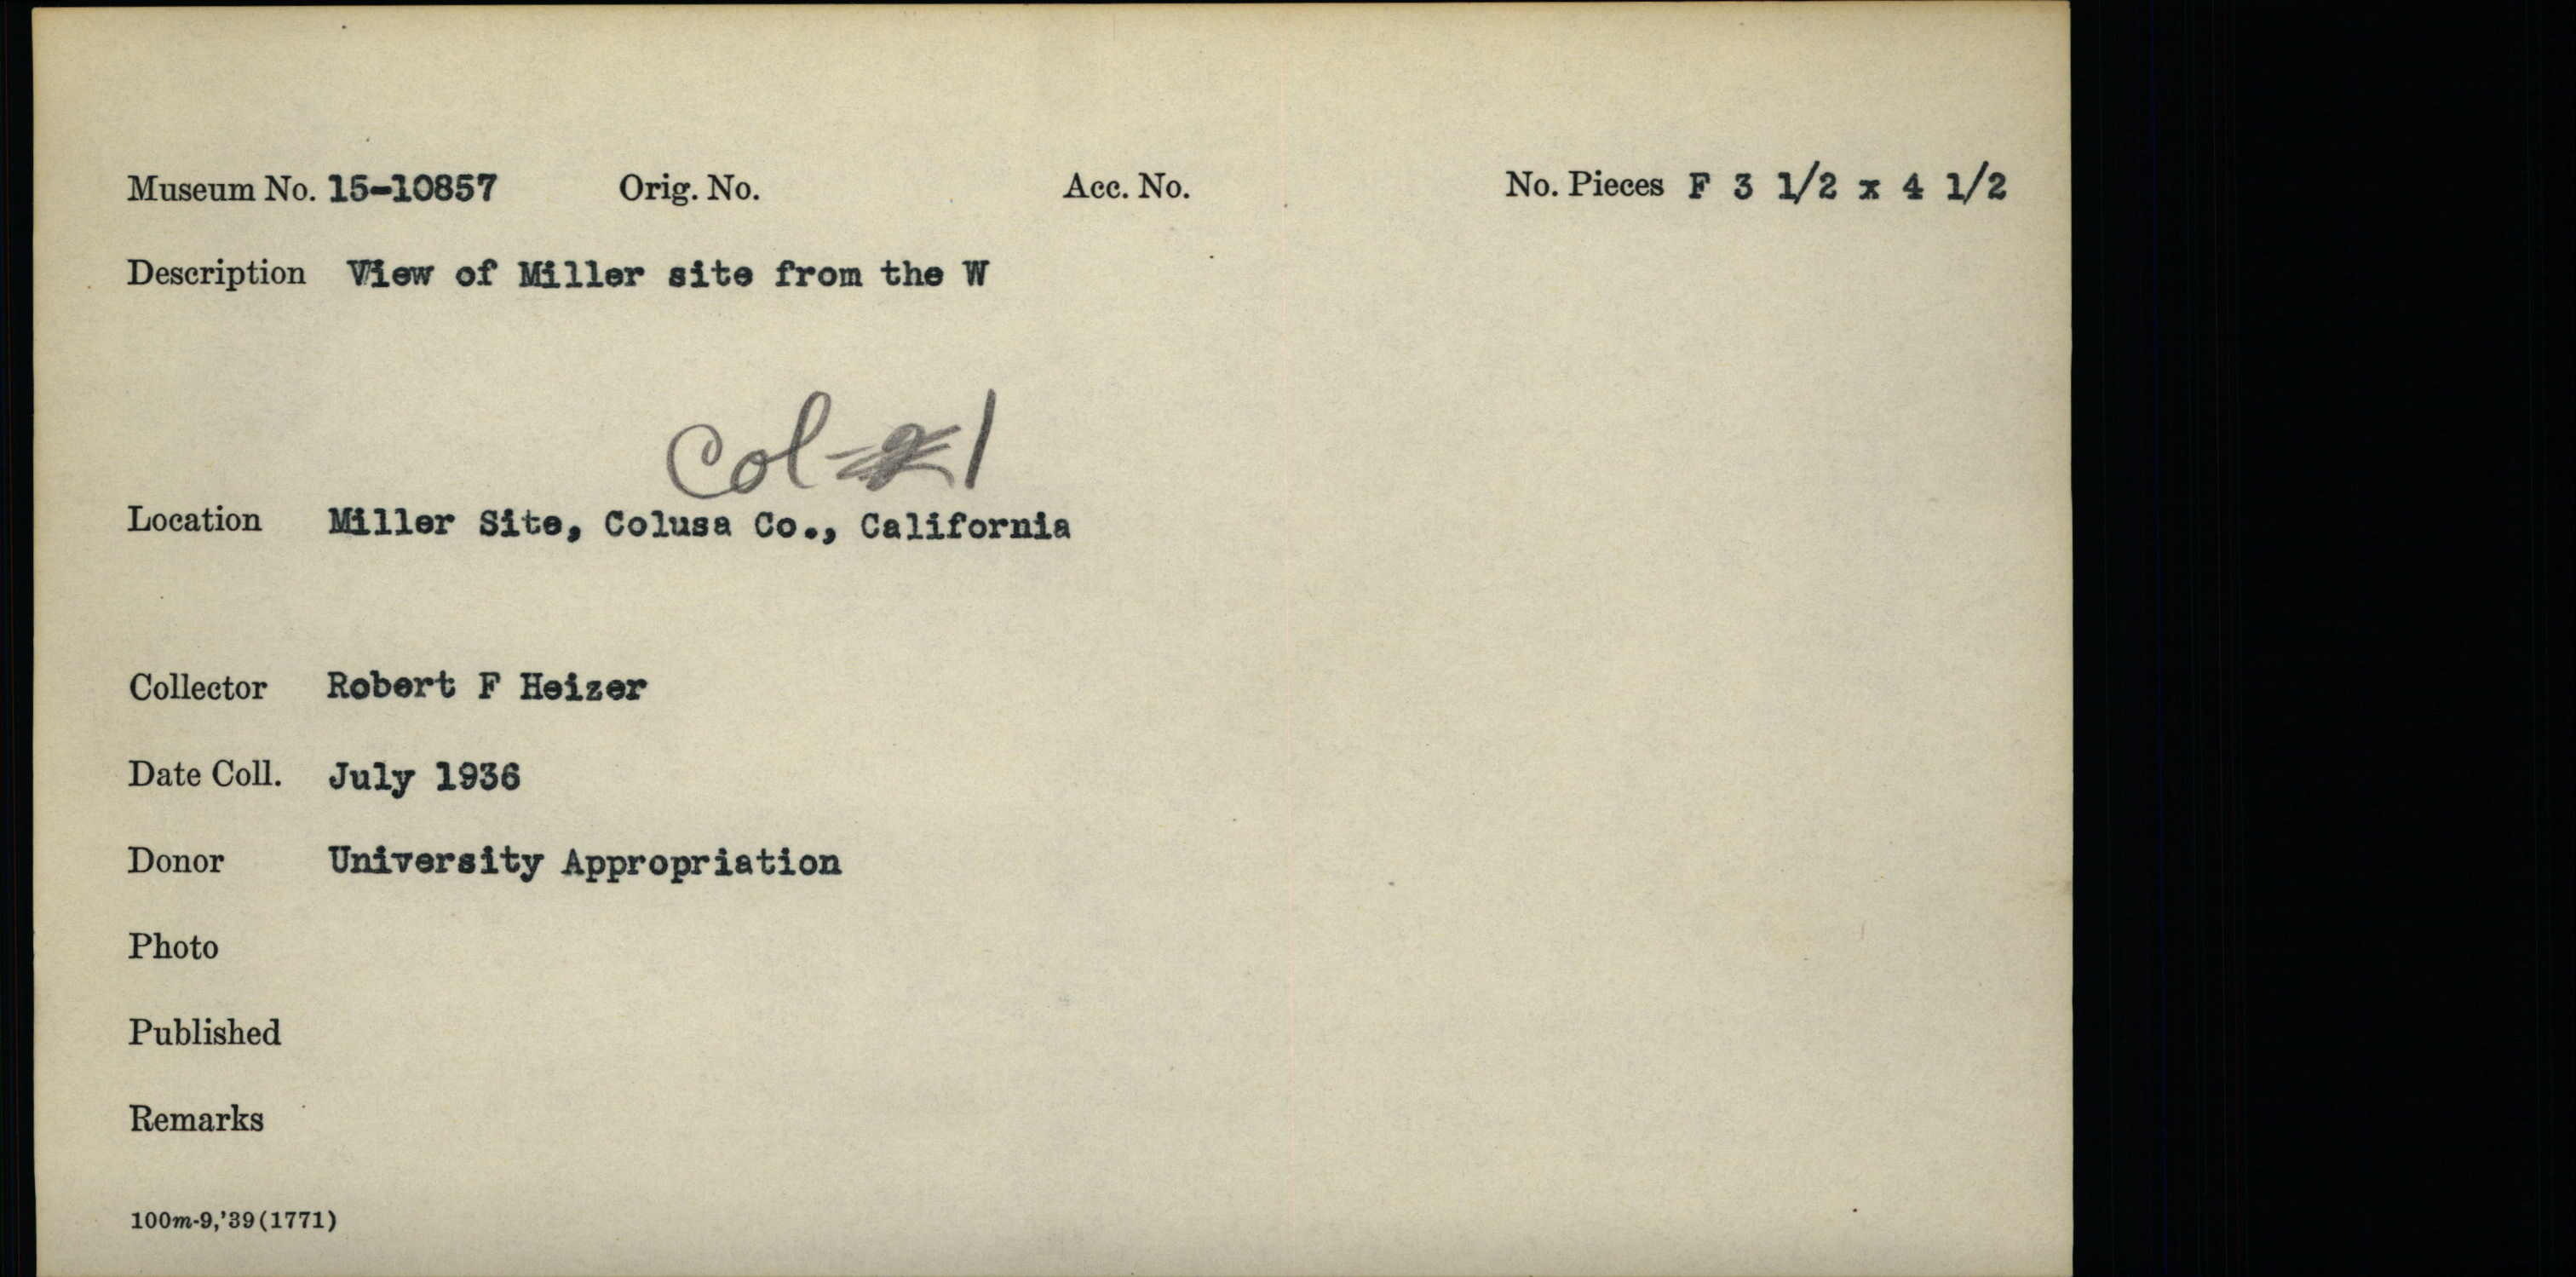 Museum No. 15-10857 Orig. No. Acc. No. No. Pieces F 3 1/2 x 4 1/2
Description View of Miller site from the W
Col-1
Location Miller Site, Colusa Co., California
Collector Robert F Heizer
Date Coll. July 1936
Donor University Appropriation
Photo
Published
Remarks
100m-9,'39(1771)